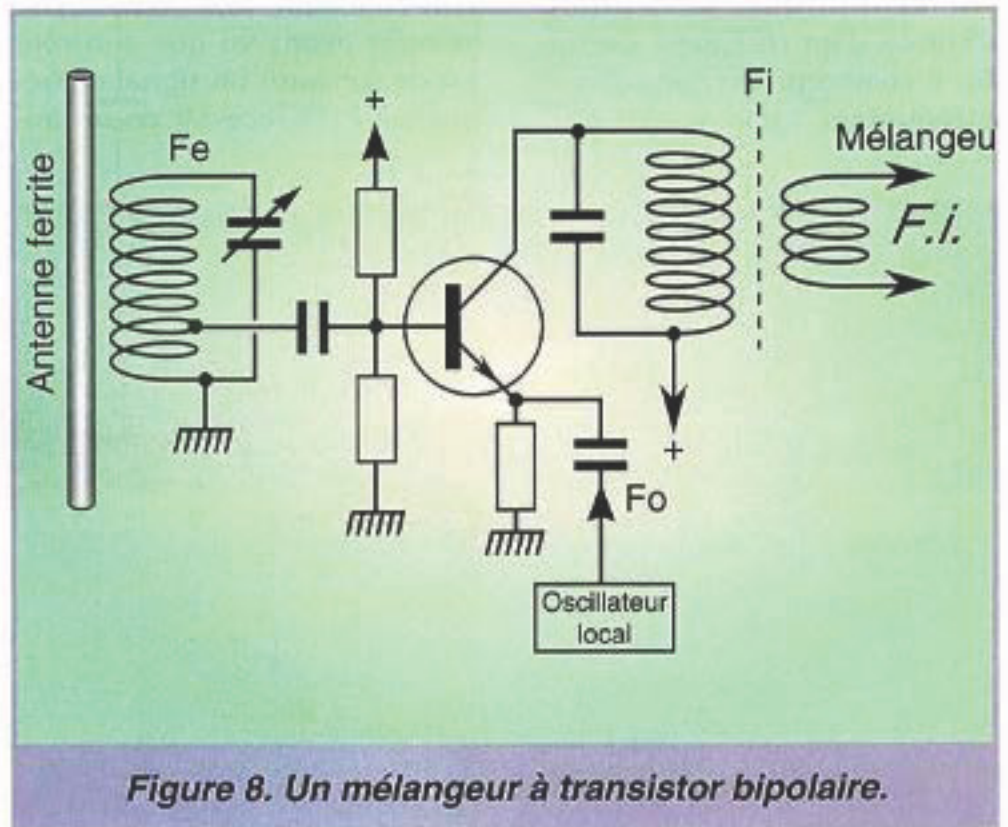 Antenne ferrite
Fe
+
Fi
Mélangeu
F.i.
+
Fo
Oscillateur
local
Figure 8. Un mélangeur à transistor bipolaire.